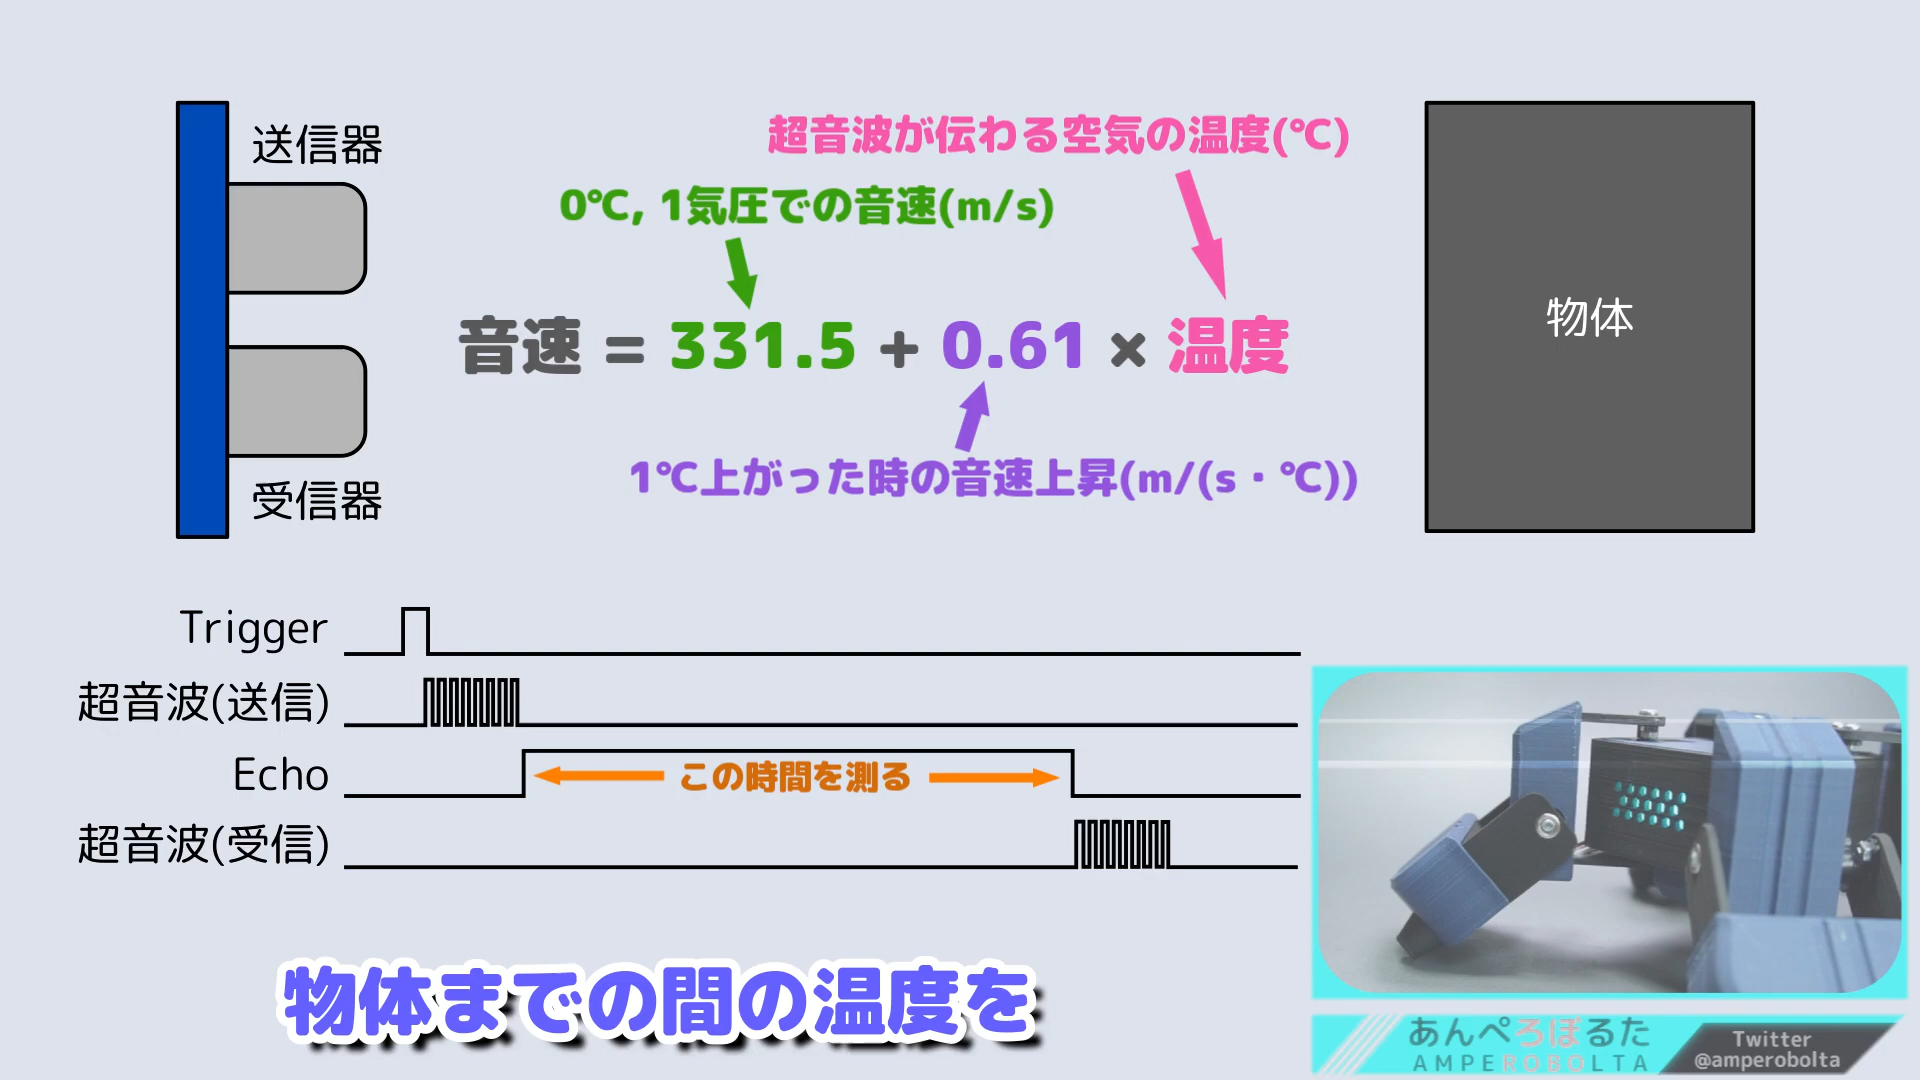 送信器
超音波が伝わる空気の温度(℃)
0℃, 1気圧での音速(m/s)
音速 = 331.5 + 0.61 × 温度
物体
1℃上がった時の音速上昇(m/(s・℃))
受信器
Trigger
超音波(送信)
Echo
この時間を測る
超音波(受信)
物体までの間の温度を
あんぺろぼるた
AMPEROBOLTA
Twitter
@amperobolta